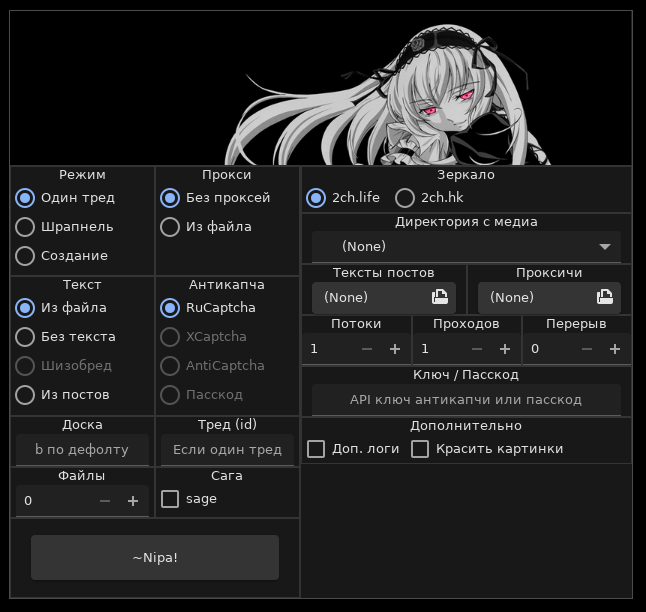 Режим
Один тред
Шрапнель
Создание
Прокси
Без проксей
Из файла
Зеркало
2ch.life 2ch.hk
Директория с медиа
(None)
Тексты постов
(None)
Проксичи
(None)
Текст
Из файла
Без текста
Шизобред
Из постов
Антикапча
RuCaptcha
XCaptcha
AntiCaptcha
Пасскод
Потоки
1
Проходов
1
Перерыв
0
Ключ / Пасскод
API ключ антикапчи или пасскод
Доска
b по дефолту
Тред (id)
Если один тред
Дополнительно
Доп. логи Красить картинки
Файлы
0
Сага
sage
~Nipa!